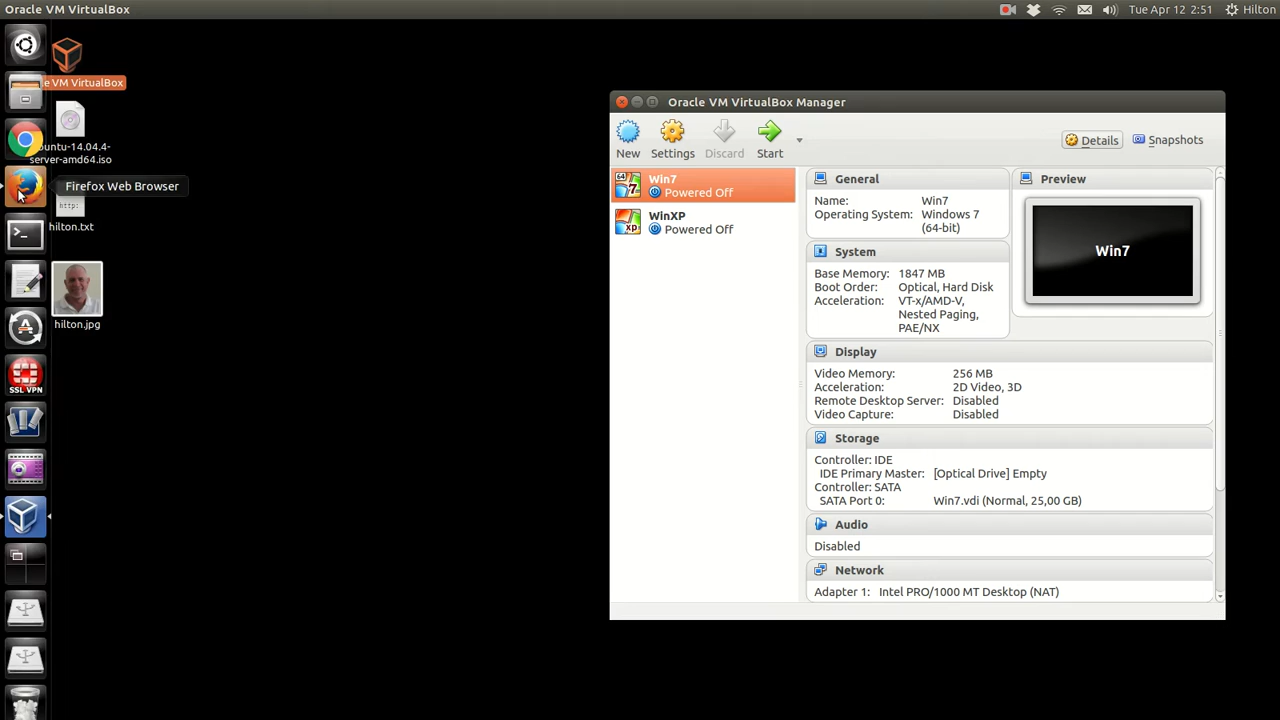 Oracle VM VirtualBox
Tue Apr 12 2:51
Hilton
le VM VirtualBox
buntu-14.04.4-
server-amd64.iso
Firefox Web Browser
http:
hilton.txt
hilton.jpg
SSL VPN
Oracle VM VirtualBox Manager
New
Settings
Discard
Start
Details
Snapshots
64
7
Win7
Powered Off
xp
WinXP
Powered Off
General
Name: Win7
Operating System: Windows 7
(64-bit)
Preview
Win7
System
Base Memory: 1847 MB
Boot Order: Optical, Hard Disk
Acceleration: VT-x/AMD-V,
Nested Paging,
PAE/NX
Display
Video Memory: 256 MB
Acceleration: 2D Video, 3D
Remote Desktop Server: Disabled
Video Capture: Disabled
Storage
Controller: IDE
IDE Primary Master: [Optical Drive] Empty
Controller: SATA
SATA Port 0: Win7.vdi (Normal, 25,00 GB)
Audio
Disabled
Network
Adapter 1: Intel PRO/1000 MT Desktop (NAT)